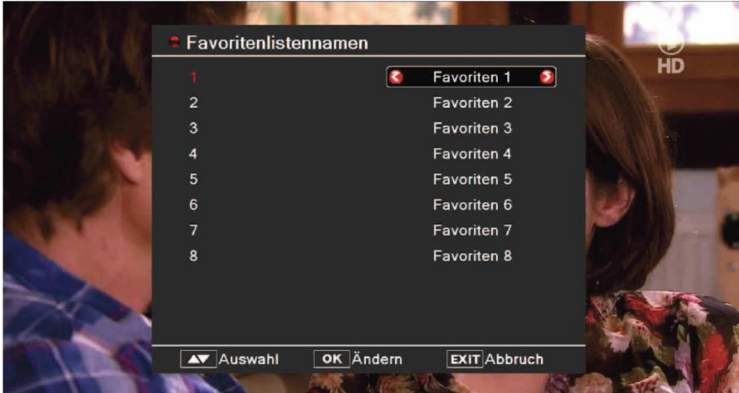 Favoritenlistennamen
HD
1 Favoriten 1
2 Favoriten 2
3 Favoriten 3
4 Favoriten 4
5 Favoriten 5
6 Favoriten 6
7 Favoriten 7
8 Favoriten 8
Auswahl OK Ändern EXIT Abbruch